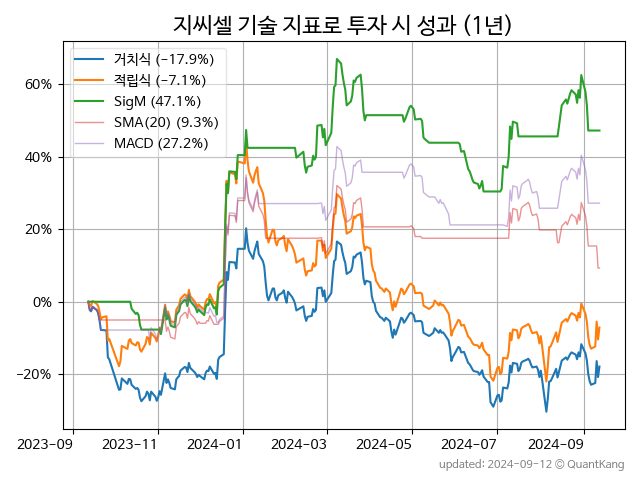 지씨셀 기술 지표로 투자 시 성과 (1년)
거치식 (-17.9%)
적립식 (-7.1%)
SigM (47.1%)
SMA(20) (9.3%)
MACD (27.2%)
60%
40%
20%
0%
-20%
2023-09 2023-11 2024-01 2024-03 2024-05 2024-07 2024-09
updated: 2024-09-12 © QuantKang